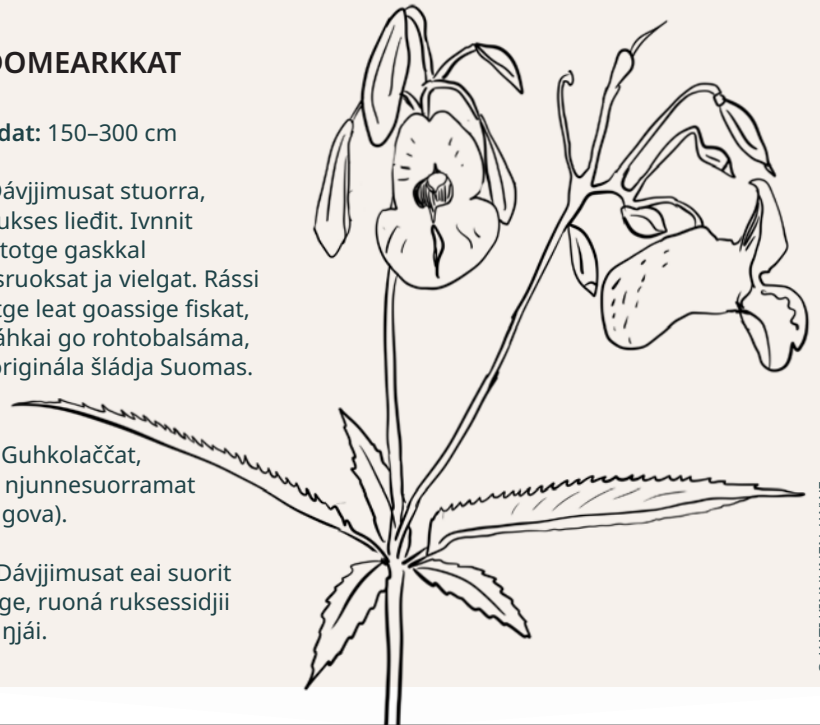 OMEARKKAT
dat: 150–300 cm
Dávjjimusat stuorra,
ukses lieđit. Ivnnit
totge gaskkal
sruoksat ja vielgat. Rássi
tge leat goassige fiskat,
áhkai go rohtobalsáma,
originála šládja Suomas.
Guhkolaččat,
njunnesuorramat
gova).
Dávjjimusat eai suorit
ge, ruoná ruksessidjii
ŋjái.